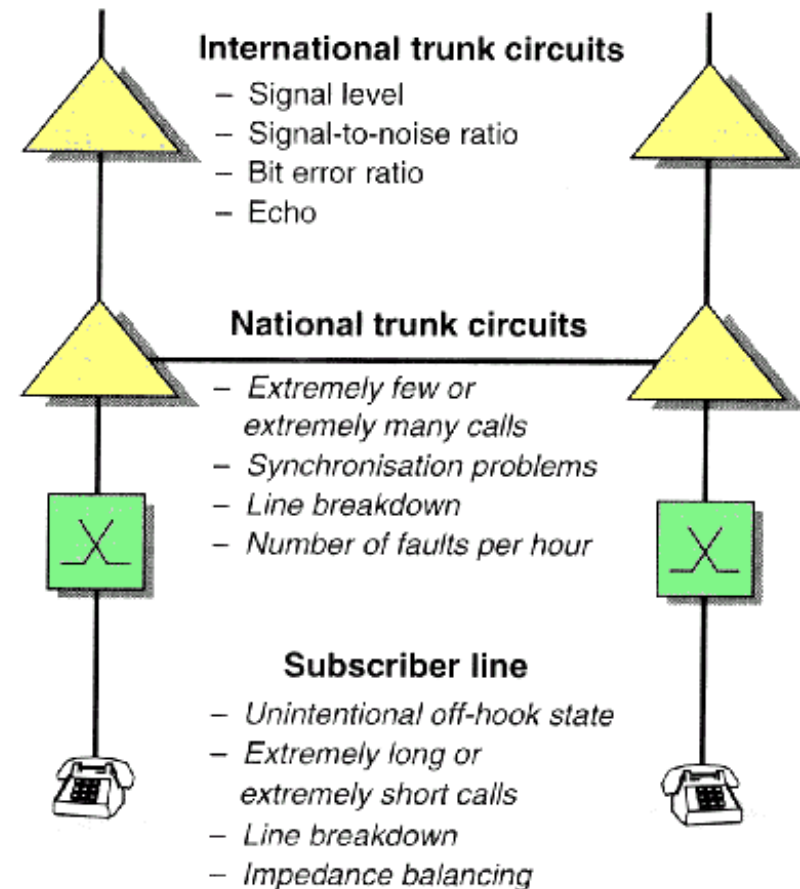 International trunk circuits
– Signal level
– Signal-to-noise ratio
– Bit error ratio
– Echo
National trunk circuits
– Extremely few or
extremely many calls
– Synchronisation problems
– Line breakdown
– Number of faults per hour
Subscriber line
– Unintentional off-hook state
– Extremely long or
extremely short calls
– Line breakdown
– Impedance balancing